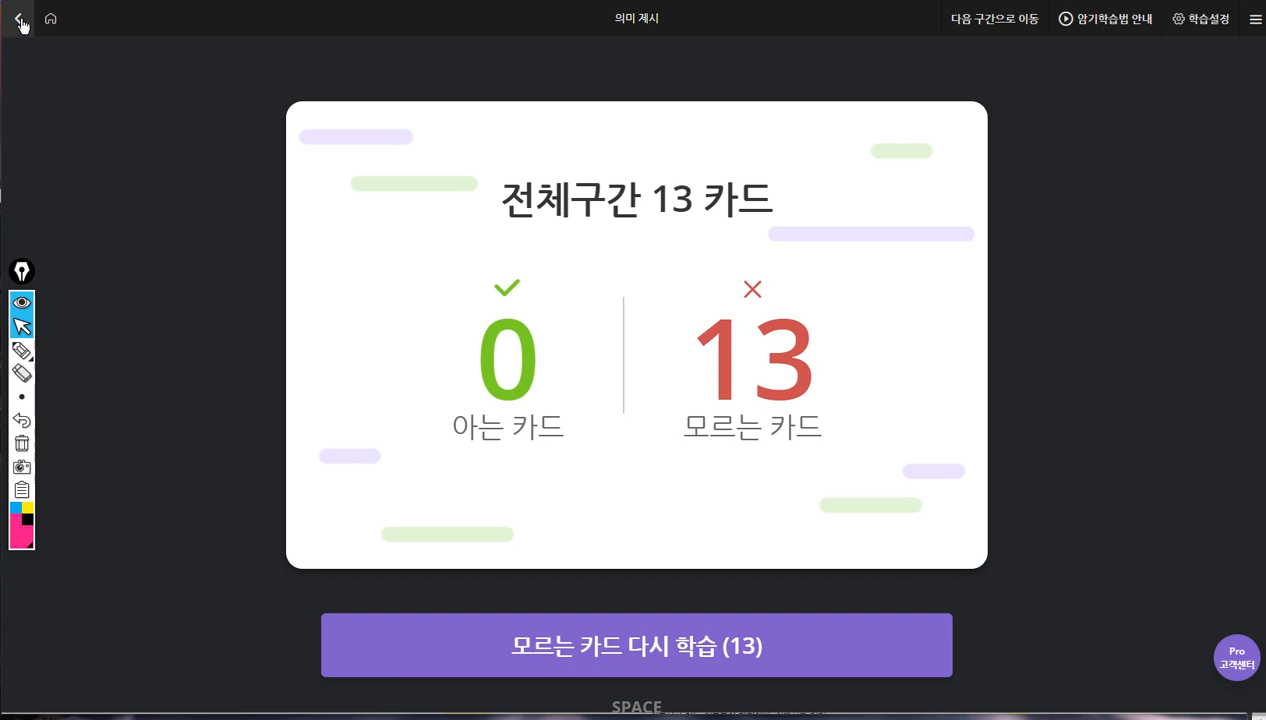 의미 제시
다음 구간으로 이동
암기학습법 안내
학습설정
전체구간 13 카드
0
13
아는 카드
모르는 카드
모르는 카드 다시 학습 (13)
Pro
고객센터
SPACE